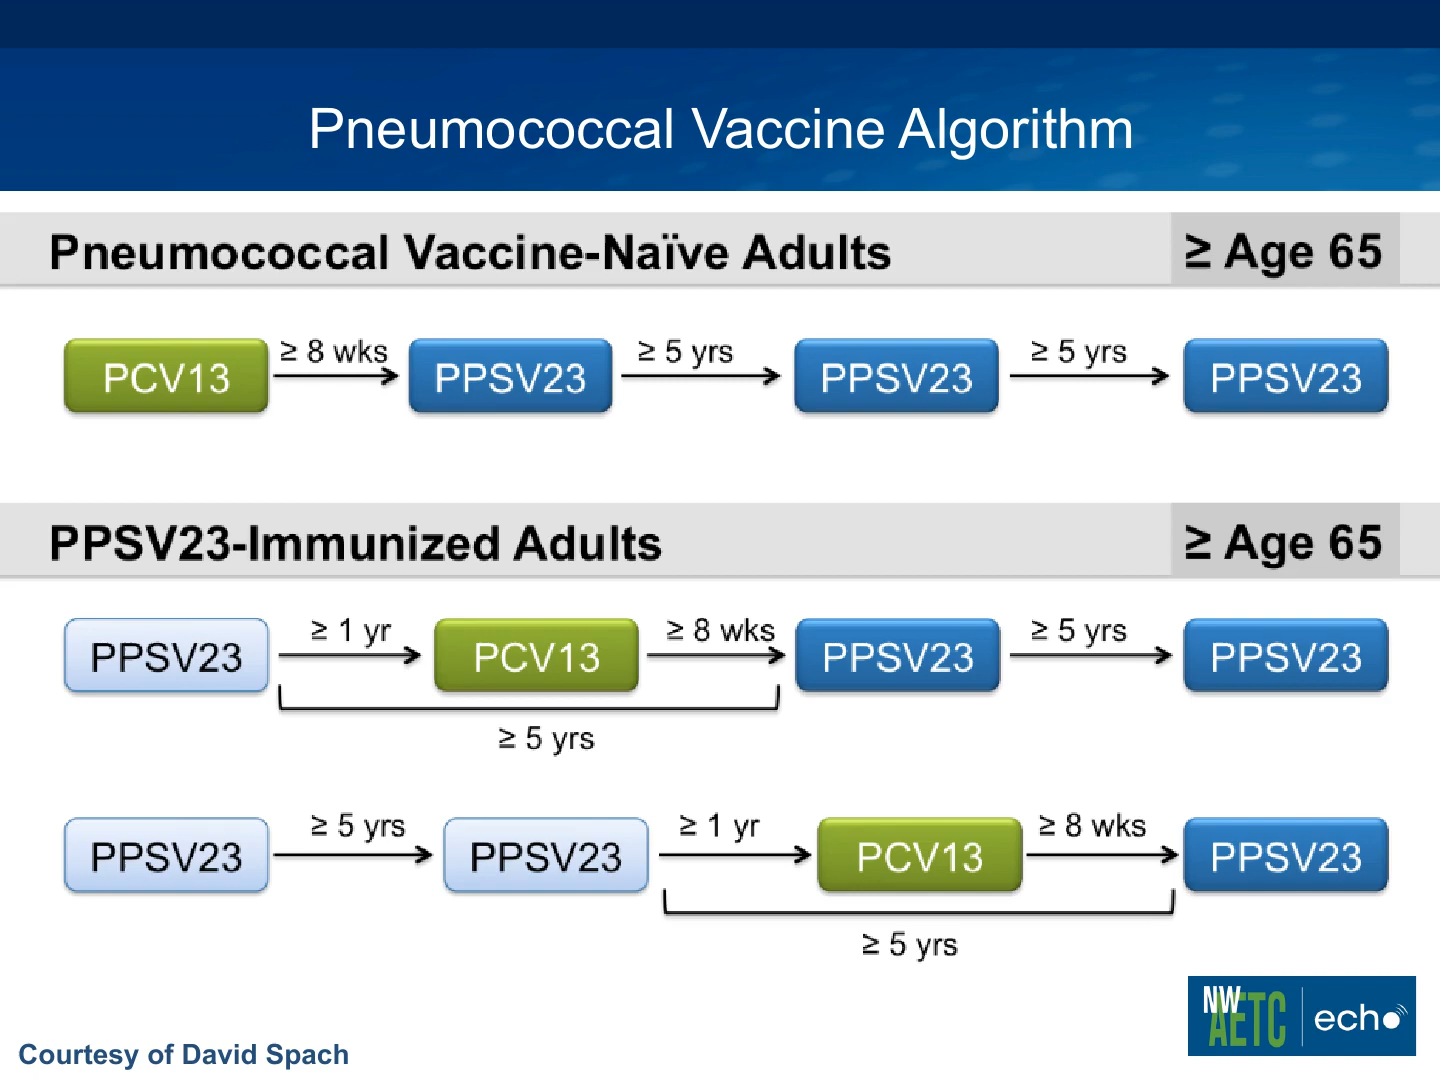 Pneumococcal Vaccine Algorithm
Pneumococcal Vaccine-Naïve Adults ≥ Age 65
PCV13 ≥ 8 wks PPSV23 ≥ 5 yrs PPSV23 ≥ 5 yrs PPSV23
PPSV23-Immunized Adults ≥ Age 65
PPSV23 ≥ 1 yr PCV13 ≥ 8 wks PPSV23 ≥ 5 yrs PPSV23
≥ 5 yrs
PPSV23 ≥ 5 yrs PPSV23 ≥ 1 yr PCV13 ≥ 8 wks PPSV23
≥ 5 yrs
NW
AETC echo
Courtesy of David Spach